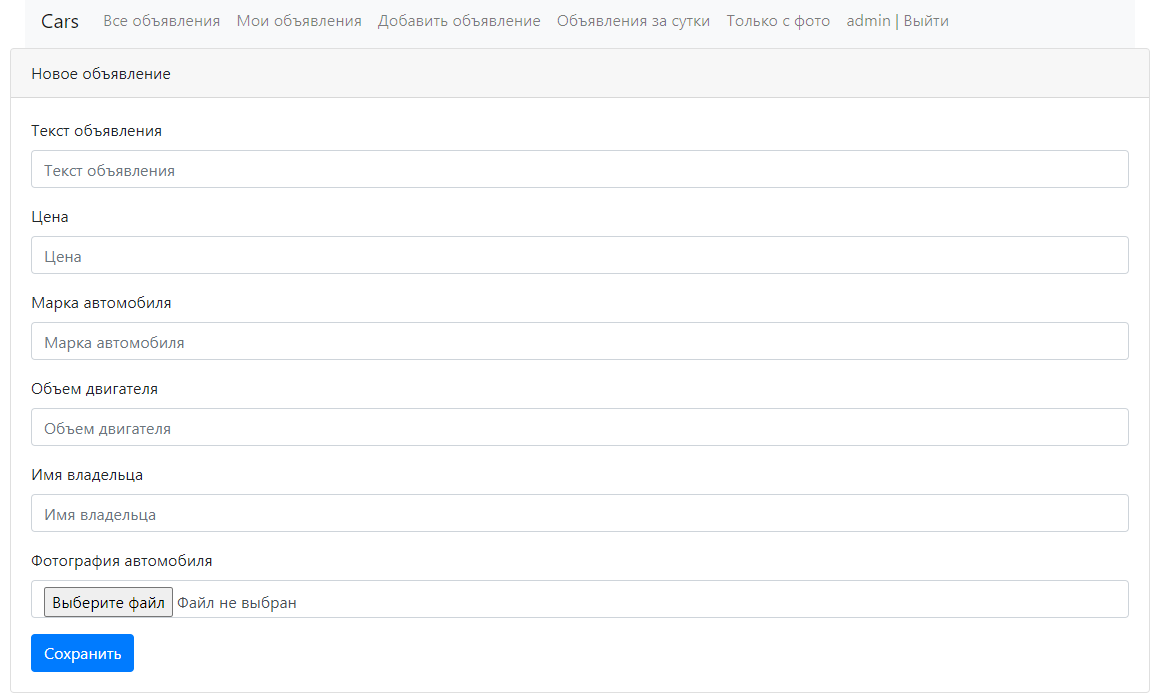 Cars Все объявления Мои объявления Добавить объявление Объявления за сутки Только с фото admin | Выйти
Новое объявление
Текст объявления
Текст объявления
Цена
Цена
Марка автомобиля
Марка автомобиля
Объем двигателя
Объем двигателя
Имя владельца
Имя владельца
Фотография автомобиля
Выберите файл Файл не выбран
Сохранить